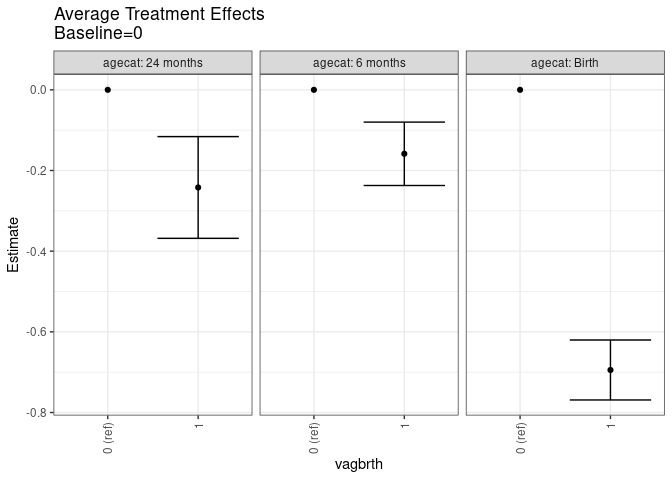 Average Treatment Effects
Baseline=0
agecat: 24 months
agecat: 6 months
agecat: Birth
Estimate
0.0
-0.2
-0.4
-0.6
-0.8
0 (ref)
1
0 (ref)
1
0 (ref)
1
vagbrth